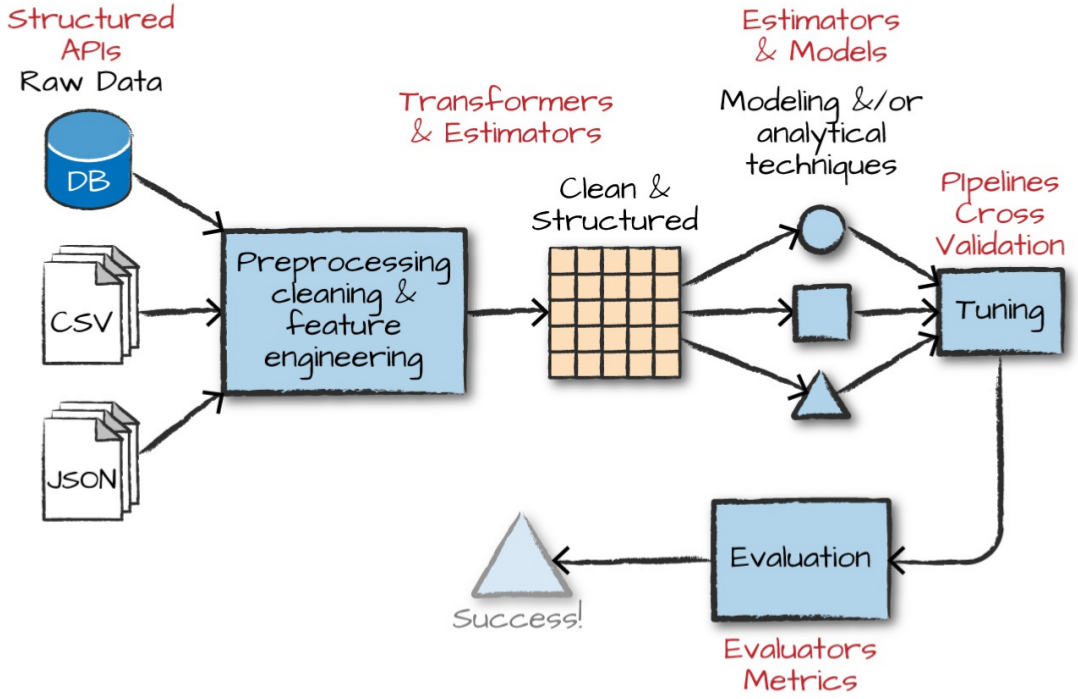 Structured
APIs
Raw Data
DB
CSV
JSON
Preprocessing
cleaning &
feature
engineering
Transformers
& Estimators
Clean &
Structured
Estimators
& Models
Modeling &/or
analytical
techniques
PIpelines
Cross
Validation
Tuning
Evaluation
Evaluators
Metrics
Success!